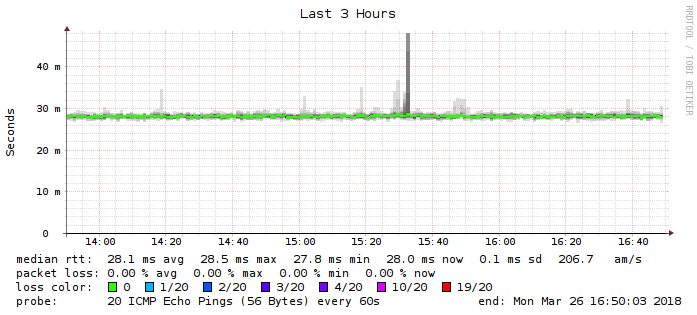 Last 3 Hours
RRDTOOL / TOBI OETIKER
Seconds
40 m
30 m
20 m
10 m
0
14:00 14:20 14:40 15:00 15:20 15:40 16:00 16:20 16:40
median rtt: 28.1 ms avg 28.5 ms max 27.8 ms min 28.0 ms now 0.1 ms sd 206.7 am/s
packet loss: 0.00 % avg 0.00 % max 0.00 % min 0.00 % now
loss color: 0 1/20 2/20 3/20 4/20 10/20 19/20
probe: 20 ICMP Echo Pings (56 Bytes) every 60s end: Mon Mar 26 16:50:03 2018